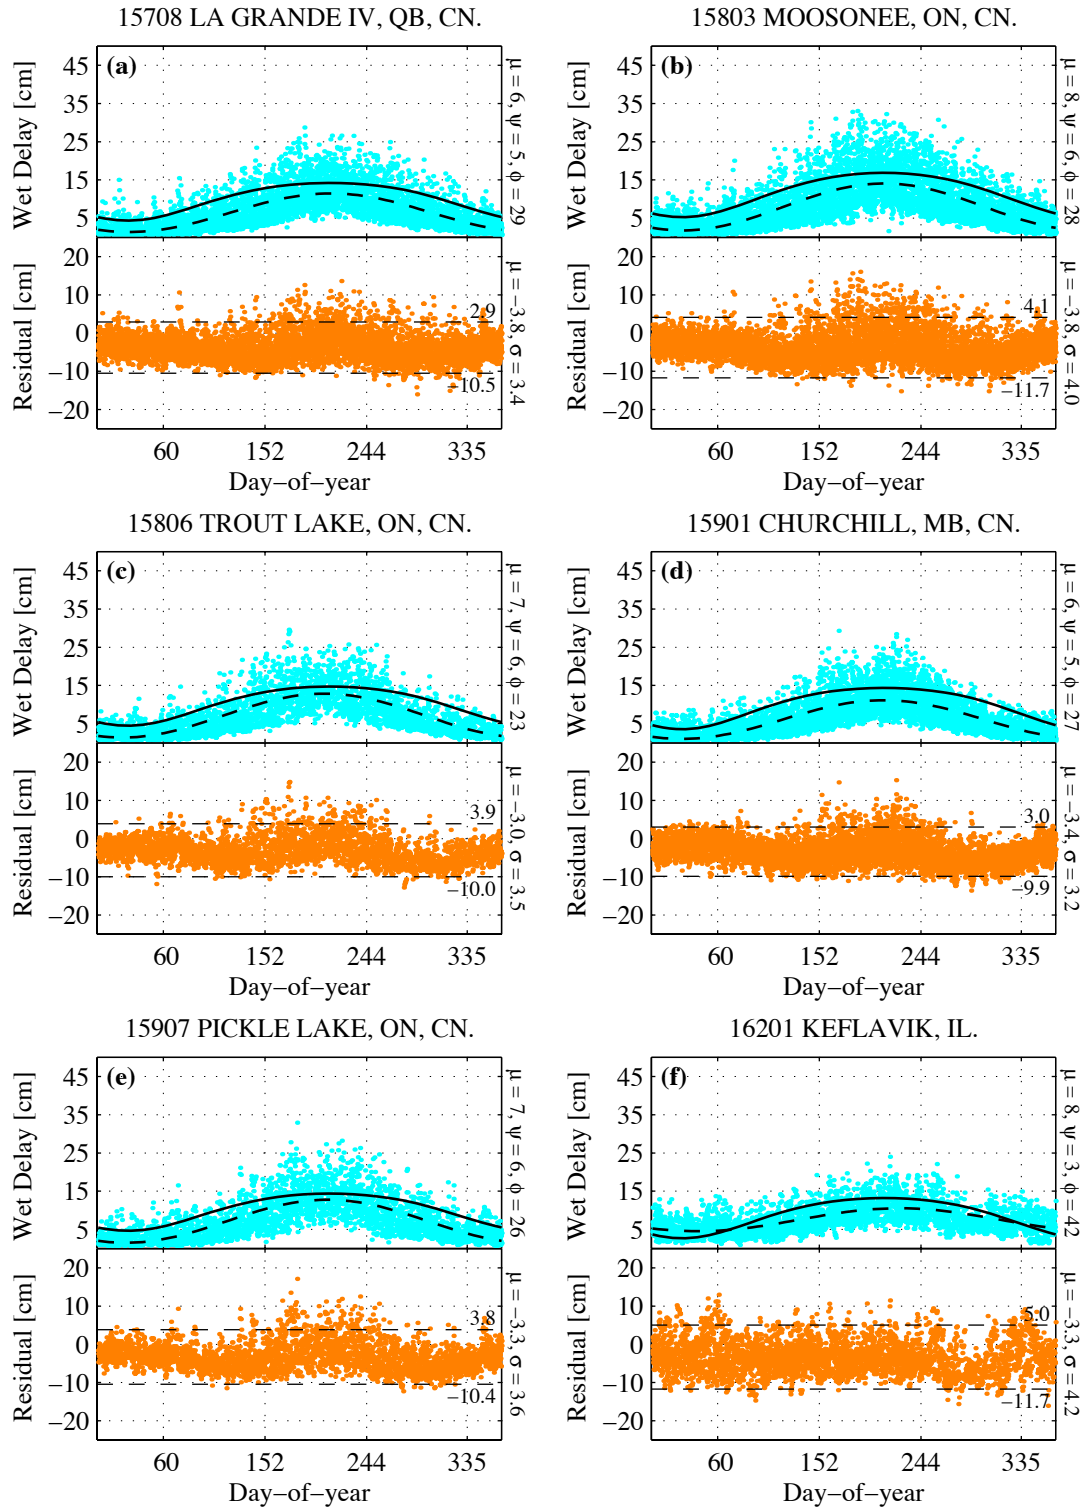 15708 LA GRANDE IV, QB, CN.
(a)
Wet Delay [cm]
45
35
25
15
5
μ = 6, ψ = 5, ϕ = 29
Residual [cm]
20
10
0
−10
−20
2.9
−10.5
μ = −3.8, σ = 3.4
60 152 244 335
Day−of−year
15803 MOOSONEE, ON, CN.
(b)
Wet Delay [cm]
45
35
25
15
5
μ = 8, ψ = 6, ϕ = 28
Residual [cm]
20
10
0
−10
−20
4.1
−11.7
μ = −3.8, σ = 4.0
60 152 244 335
Day−of−year
15806 TROUT LAKE, ON, CN.
(c)
Wet Delay [cm]
45
35
25
15
5
μ = 7, ψ = 6, ϕ = 23
Residual [cm]
20
10
0
−10
−20
3.9
−10.0
μ = −3.0, σ = 3.5
60 152 244 335
Day−of−year
15901 CHURCHILL, MB, CN.
(d)
Wet Delay [cm]
45
35
25
15
5
μ = 6, ψ = 5, ϕ = 27
Residual [cm]
20
10
0
−10
−20
3.0
−9.9
μ = −3.4, σ = 3.2
60 152 244 335
Day−of−year
15907 PICKLE LAKE, ON, CN.
(e)
Wet Delay [cm]
45
35
25
15
5
μ = 7, ψ = 6, ϕ = 26
Residual [cm]
20
10
0
−10
−20
3.8
−10.4
μ = −3.3, σ = 3.6
60 152 244 335
Day−of−year
16201 KEFLAVIK, IL.
(f)
Wet Delay [cm]
45
35
25
15
5
μ = 8, ψ = 3, ϕ = 42
Residual [cm]
20
10
0
−10
−20
5.0
−11.7
μ = −3.3, σ = 4.2
60 152 244 335
Day−of−year